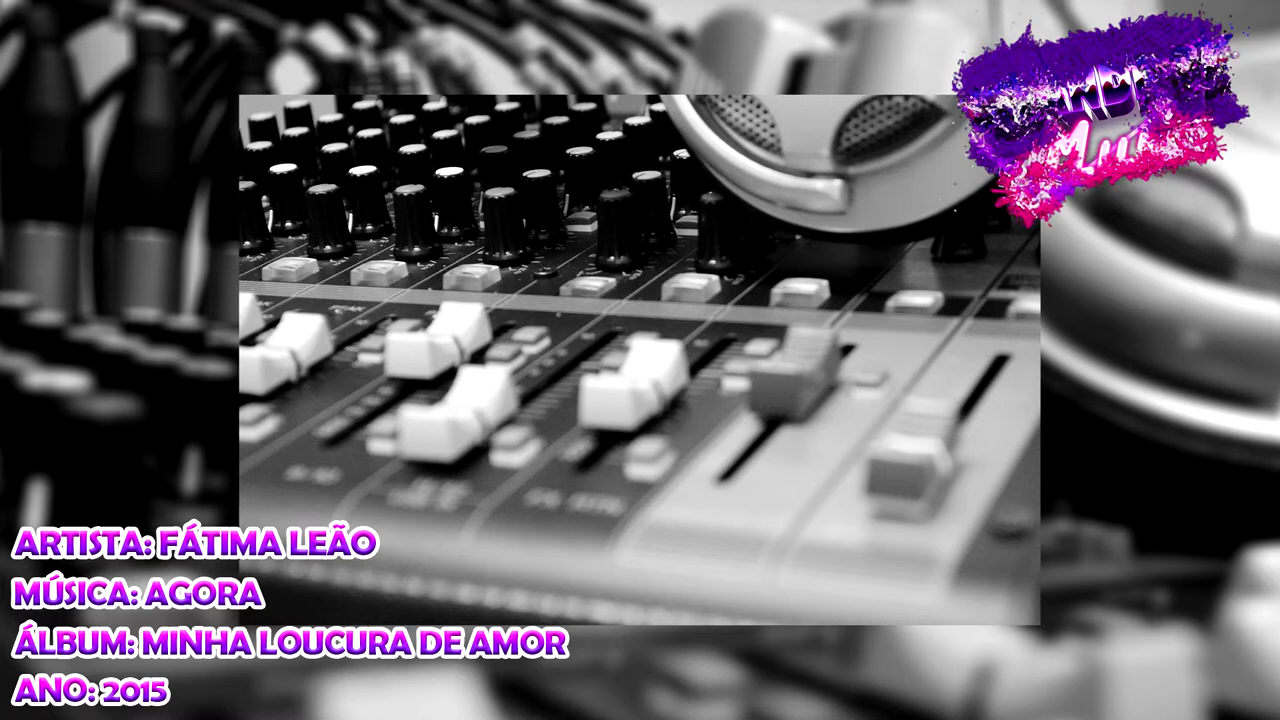 ARTISTA: FÁTIMA LEÃO
MÚSICA: AGORA
ÁLBUM: MINHA LOUCURA DE AMOR
ANO: 2015